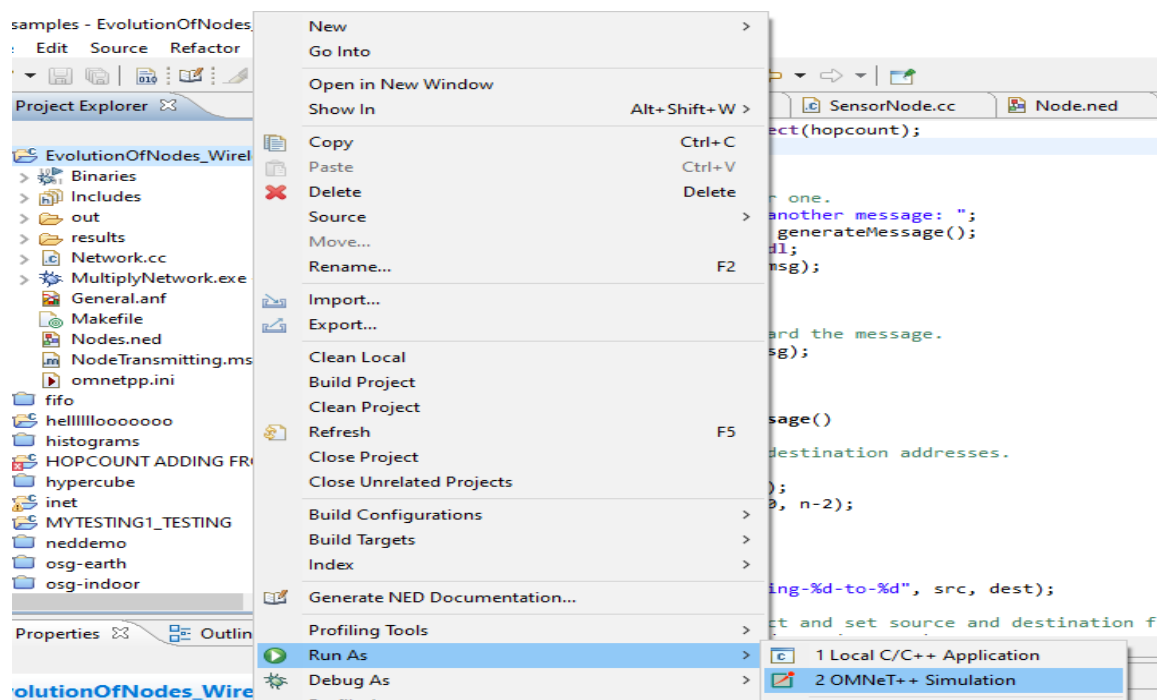 samples - EvolutionOfNodes_
Edit Source Refactor
Project Explorer
EvolutionOfNodes_Wirel
Binaries
Includes
out
results
Network.cc
MultiplyNetwork.exe
General.anf
Makefile
Nodes.ned
NodeTransmitting.ms
omnetpp.ini
fifo
helllllloooooooo
histograms
HOPCOUNT ADDING FR
hypercube
inet
MYTESTING1_TESTING
neddemo
osg-earth
osg-indoor
Properties Outlin
olutionOfNodes_Wire
New >
Go Into
Open in New Window
Show In Alt+Shift+W >
Copy Ctrl+C
Paste Ctrl+V
Delete Delete
Source >
Move...
Rename... F2
Import...
Export...
Clean Local
Build Project
Clean Project
Refresh F5
Close Project
Close Unrelated Projects
Build Configurations >
Build Targets >
Index >
Generate NED Documentation...
Profiling Tools >
Run As >
Debug As >
1 Local C/C++ Application
2 OMNeT++ Simulation
SensorNode.cc Node.ned
ect(hopcount);
one.
another message: ";
generateMessage();
dl;
msg);
ard the message.
sg);
sage()
destination addresses.
);
0, n-2);
ing-%d-to-%d", src, dest);
ct and set source and destination f